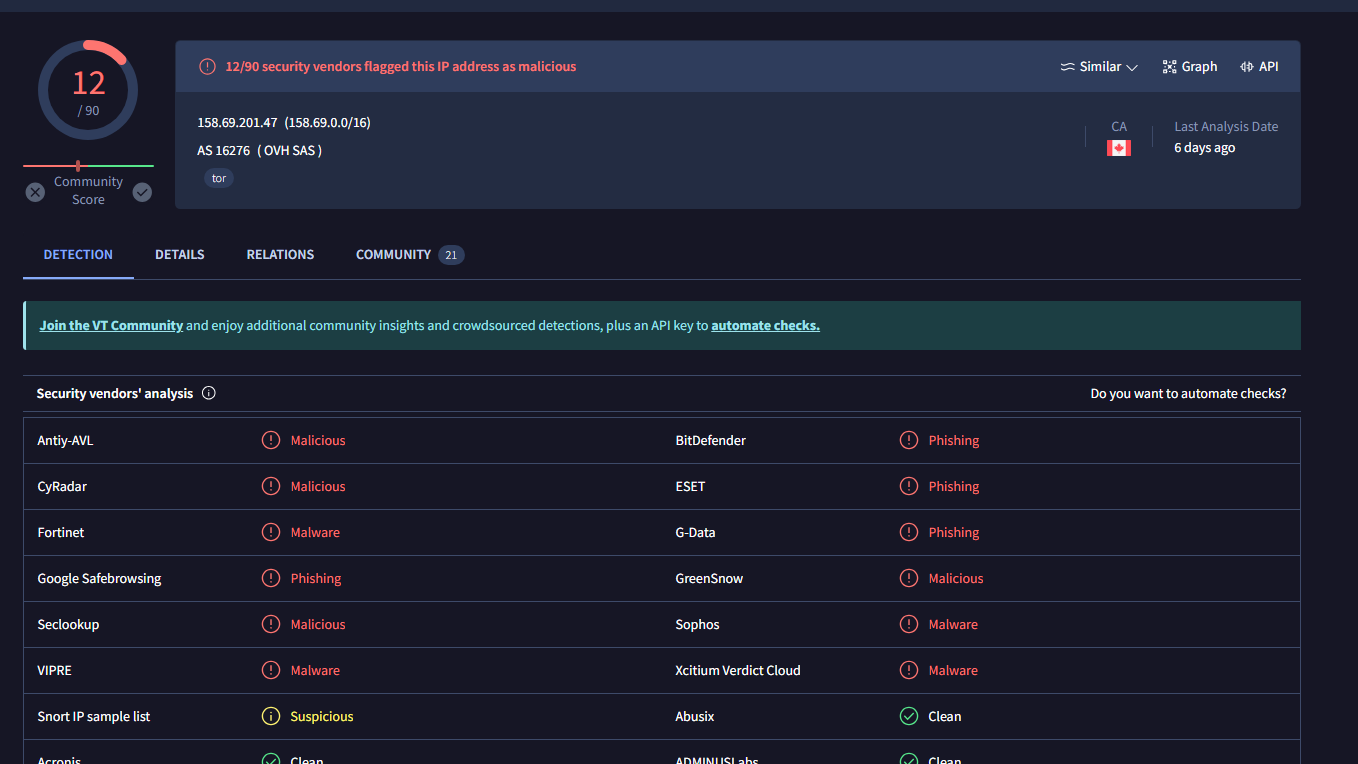 12
/ 90
Community
Score
12/90 security vendors flagged this IP address as malicious
Similar
Graph
API
158.69.201.47 (158.69.0.0/16)
AS 16276 ( OVH SAS )
tor
CA
Last Analysis Date
6 days ago
DETECTION DETAILS RELATIONS COMMUNITY 21
Join the VT Community and enjoy additional community insights and crowdsourced detections, plus an API key to automate checks.
Security vendors' analysis Do you want to automate checks?
Antiy-AVL Malicious BitDefender Phishing
CyRadar Malicious ESET Phishing
Fortinet Malware G-Data Phishing
Google Safebrowsing Phishing GreenSnow Malicious
Seclookup Malicious Sophos Malware
VIPRE Malware Xcitium Verdict Cloud Malware
Snort IP sample list Suspicious Abusix Clean
Acronis Clean ADMINUSLabs Clean